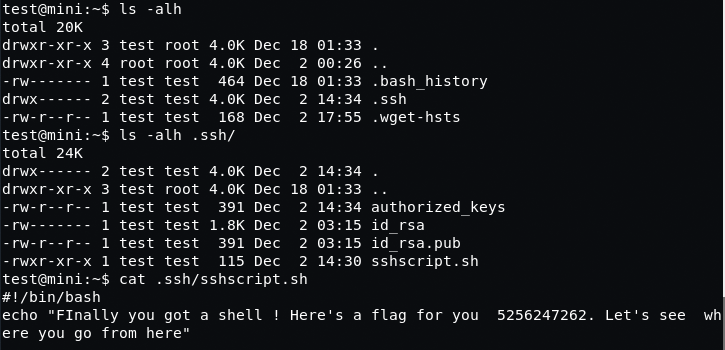 test@mini:~$ ls -alh
total 20K
drwxr-xr-x 3 test root 4.0K Dec 18 01:33 .
drwxr-xr-x 4 root root 4.0K Dec  2 00:26 ..
-rw------- 1 test test  464 Dec 18 01:33 .bash_history
drwx------ 2 test test 4.0K Dec  2 14:34 .ssh
-rw-r--r-- 1 test test  168 Dec  2 17:55 .wget-hsts
test@mini:~$ ls -alh .ssh/
total 24K
drwx------ 2 test test 4.0K Dec  2 14:34 .
drwxr-xr-x 3 test root 4.0K Dec 18 01:33 ..
-rw-r--r-- 1 test test  391 Dec  2 14:34 authorized_keys
-rw------- 1 test test 1.8K Dec  2 03:15 id_rsa
-rw-r--r-- 1 test test  391 Dec  2 03:15 id_rsa.pub
-rwxr-xr-x 1 test test  115 Dec  2 14:30 sshscript.sh
test@mini:~$ cat .ssh/sshscript.sh
#!/bin/bash
echo "FInally you got a shell ! Here's a flag for you  5256247262. Let's see  wh
ere you go from here"